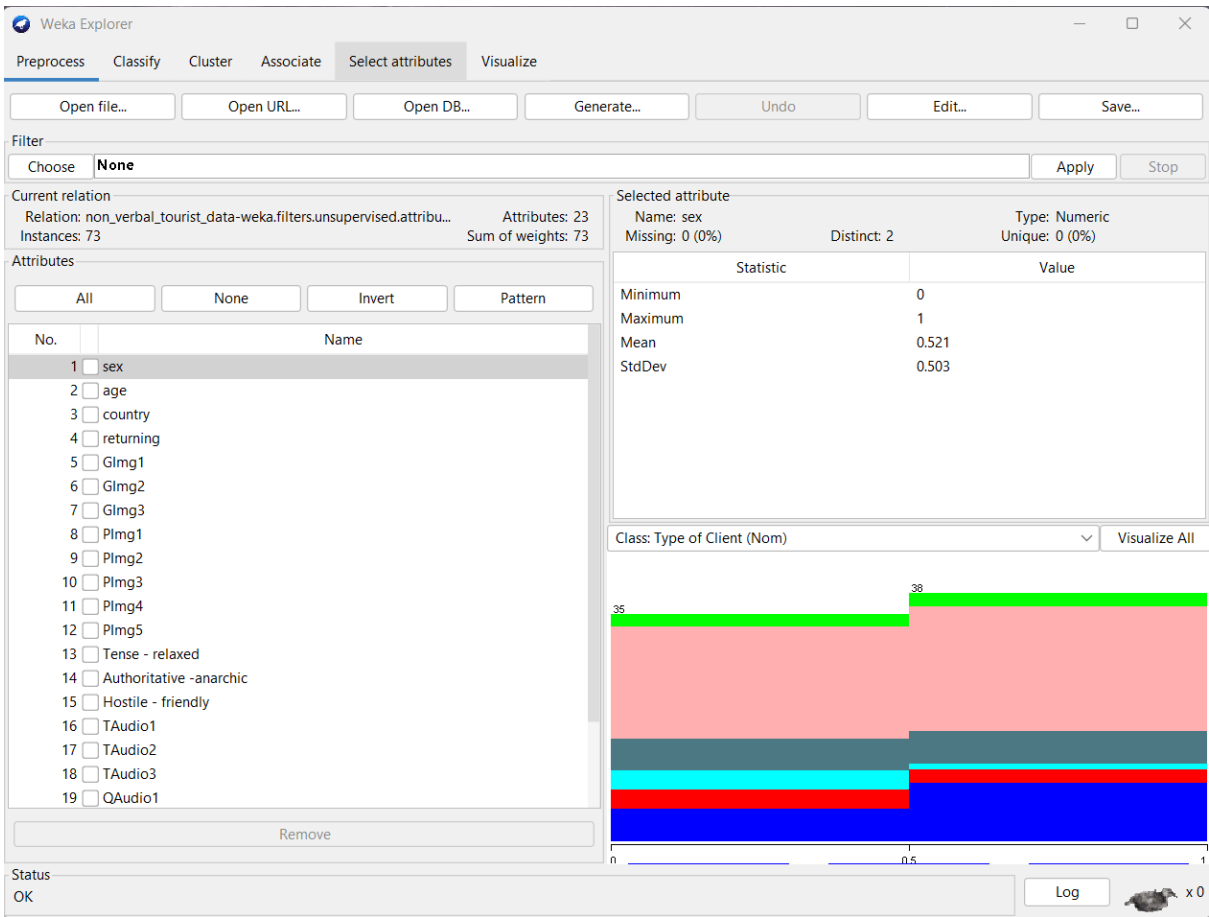 Weka Explorer
Preprocess Classify Cluster Associate Select attributes Visualize
Open file... Open URL... Open DB... Generate... Undo Edit... Save...
Filter
Choose None Apply Stop
Current relation
Relation: non_verbal_tourist_data-weka.filters.unsupervised.attribu... Attributes: 23
Instances: 73 Sum of weights: 73
Attributes
All None Invert Pattern
No. Name
1 sex
2 age
3 country
4 returning
5 GImg1
6 GImg2
7 GImg3
8 PImg1
9 PImg2
10 PImg3
11 PImg4
12 PImg5
13 Tense - relaxed
14 Authoritative -anarchic
15 Hostile - friendly
16 TAudio1
17 TAudio2
18 TAudio3
19 QAudio1
Remove
Selected attribute
Name: sex Type: Numeric
Missing: 0 (0%) Distinct: 2 Unique: 0 (0%)
Statistic Value
Minimum 0
Maximum 1
Mean 0.521
StdDev 0.503
Class: Type of Client (Nom) Visualize All
38
35
0 0.5 1
Status
OK
Log x 0